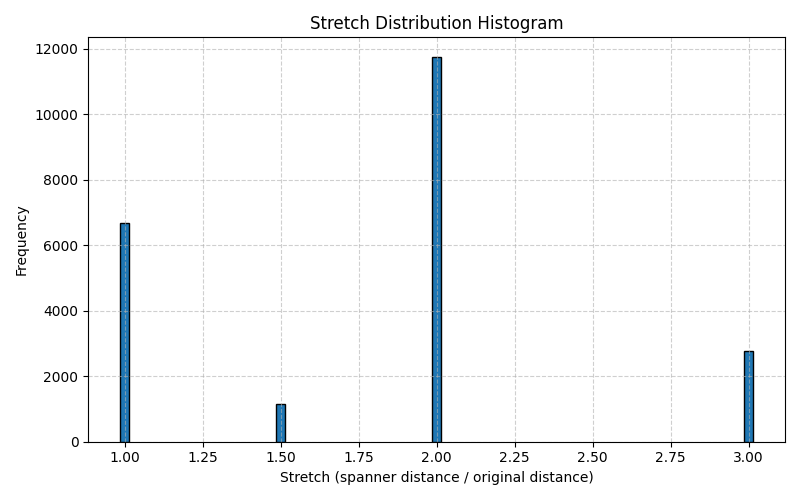 Stretch Distribution Histogram
12000
10000
8000
6000
4000
2000
0
Frequency
1.00 1.25 1.50 1.75 2.00 2.25 2.50 2.75 3.00
Stretch (spanner distance / original distance)